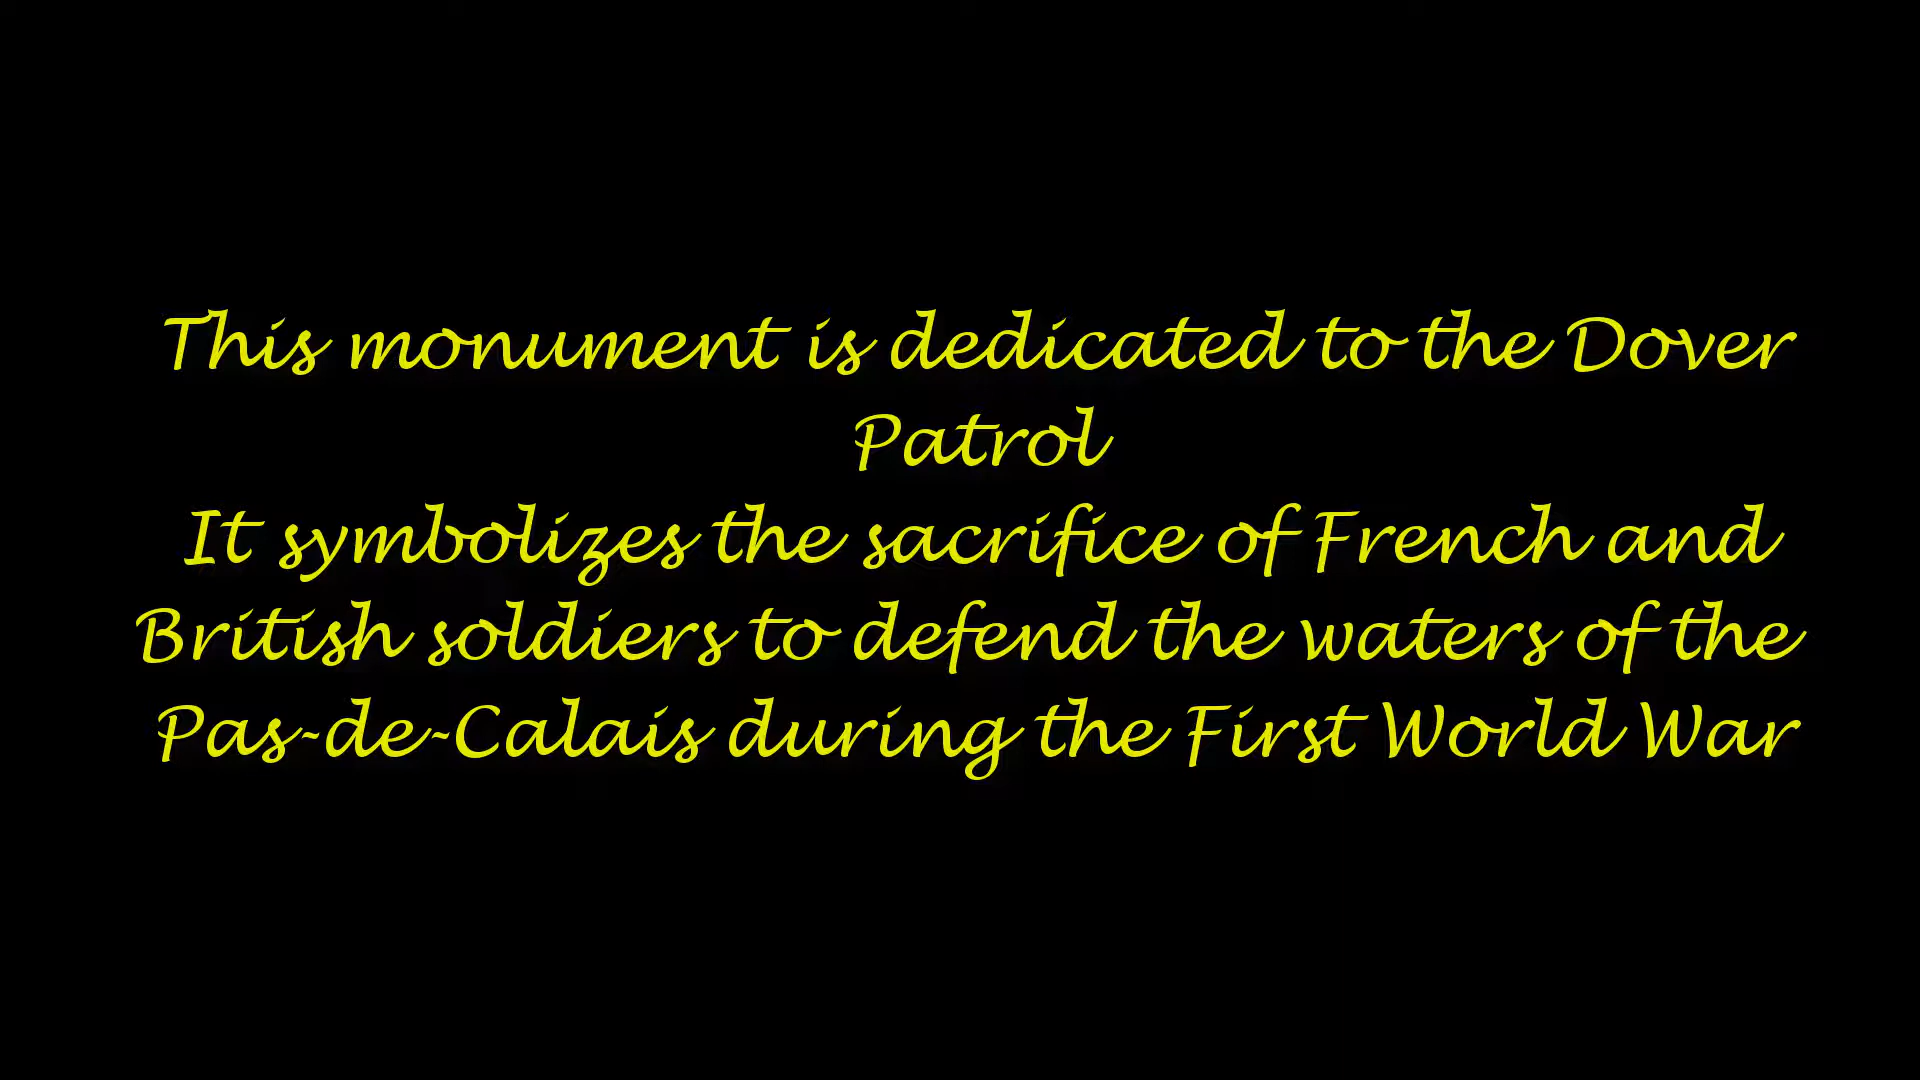 This monument is dedicated to the Dover
Patrol
It symbolizes the sacrifice of French and
British soldiers to defend the waters of the
Pas-de-Calais during the First World War